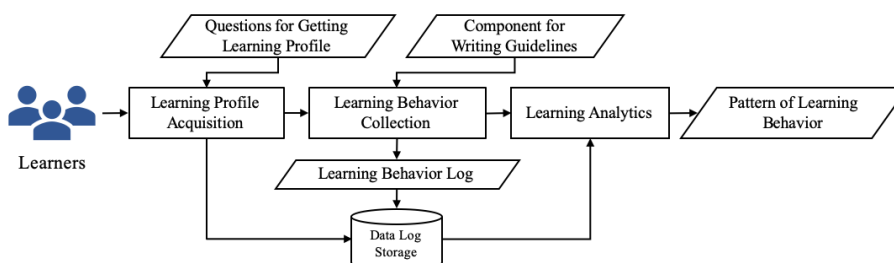 Questions for Getting
Learning Profile
Component for
Writing Guidelines
Learners
Learning Profile
Acquisition
Learning Behavior
Collection
Learning Analytics
Pattern of Learning
Behavior
Learning Behavior Log
Data Log
Storage